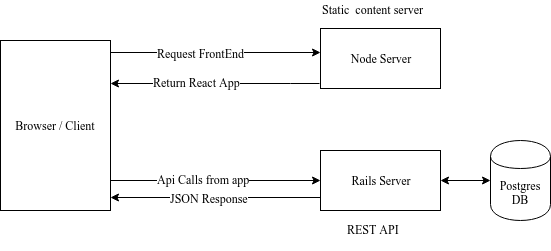 Static content server
Request FrontEnd
Node Server
Return React App
Browser / Client
Api Calls from app
Rails Server
JSON Response
Postgres
DB
REST API